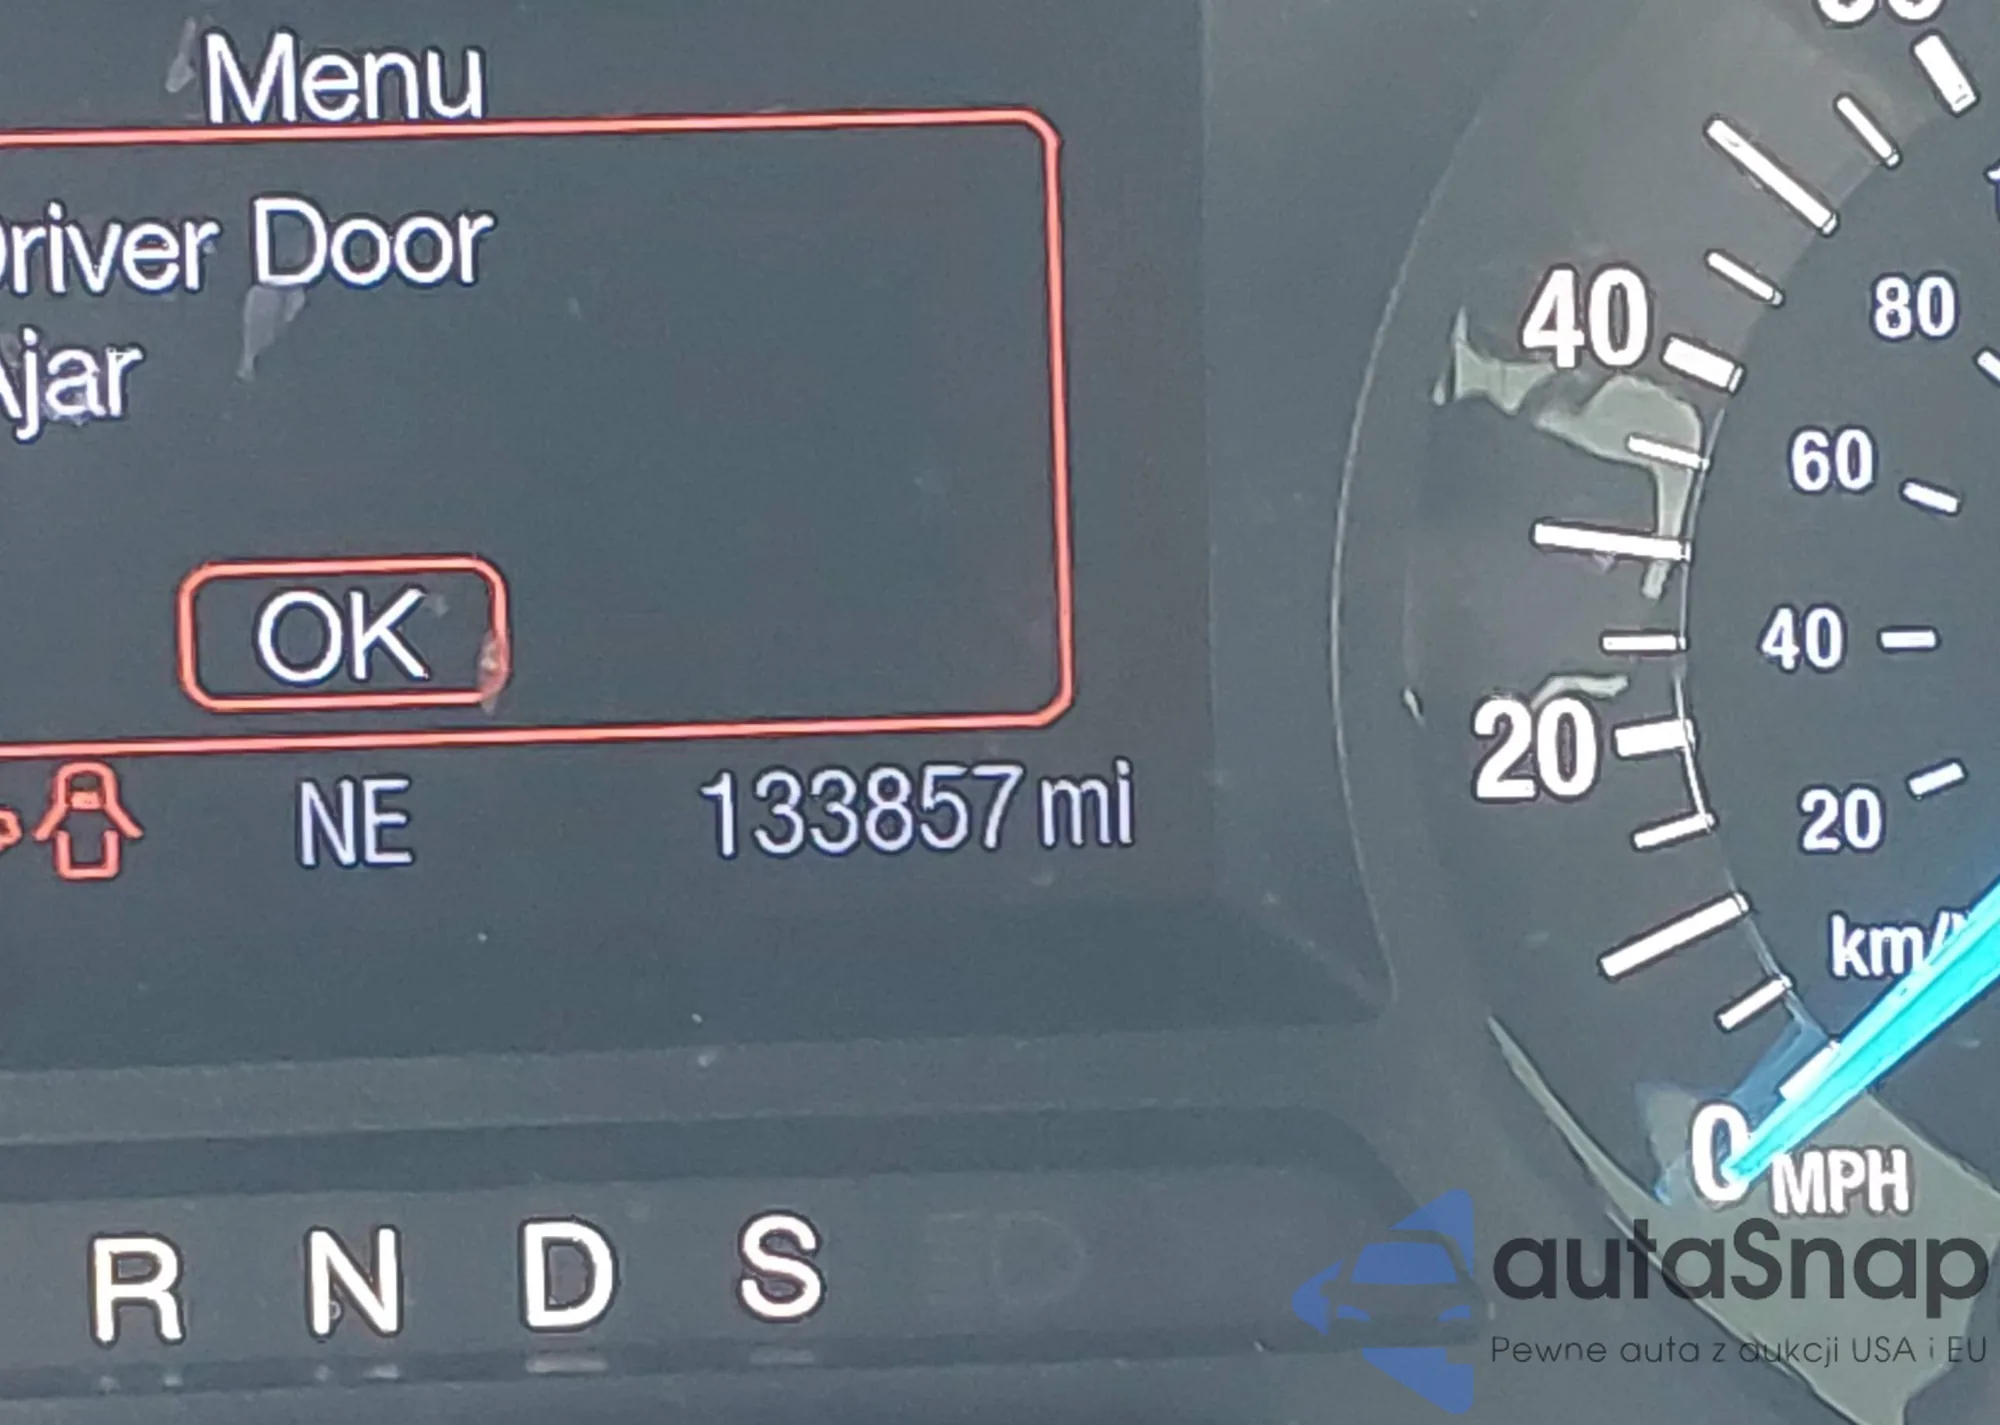 Menu
Driver Door
Ajar
OK
NE
133857 mi
R N D S
40
20
0
MPH
80
60
40
20
km/
autaSnap
Pewne auta z aukcji USA i EU